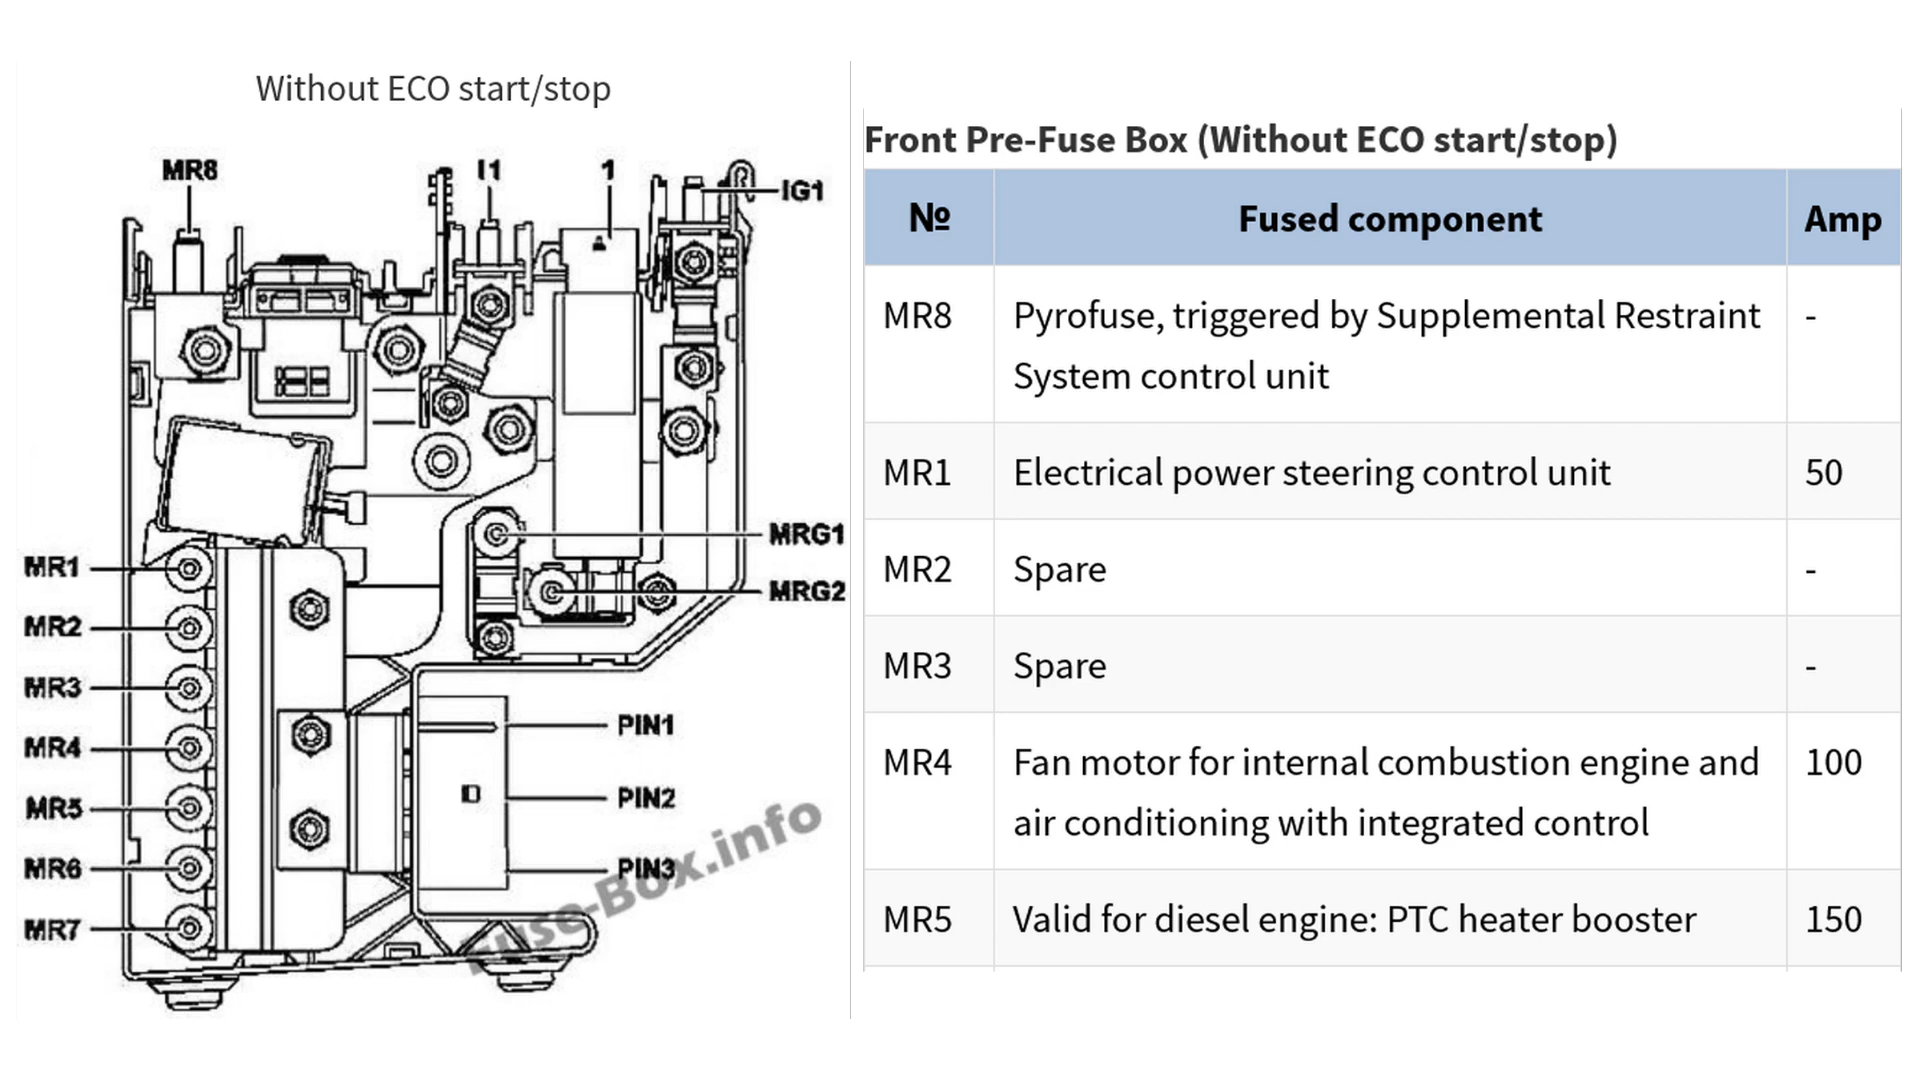 Without ECO start/stop
MR8
I1
1
IG1
MRG1
MRG2
MR1
MR2
MR3
MR4
MR5
MR6
MR7
PIN1
PIN2
PIN3
Fuse-Box.info
Front Pre-Fuse Box (Without ECO start/stop)
№ Fused component Amp
MR8 Pyrofuse, triggered by Supplemental Restraint -
System control unit
MR1 Electrical power steering control unit 50
MR2 Spare -
MR3 Spare -
MR4 Fan motor for internal combustion engine and 100
air conditioning with integrated control
MR5 Valid for diesel engine: PTC heater booster 150